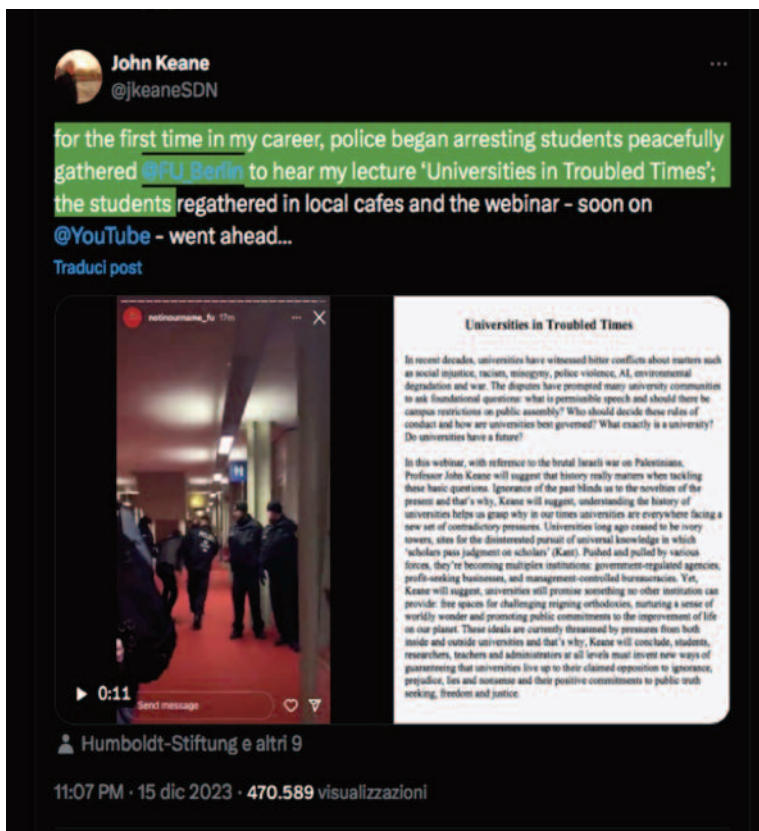 John Keane
@jkeaneSDN
for the first time in my career, police began arresting students peacefully
gathered @FU_Berlin to hear my lecture ‘Universities in Troubled Times’;
the students regathered in local cafes and the webinar - soon on
@YouTube - went ahead...
Traduci post
notinourname_fu 17m
0:11
Send message
Universities in Troubled Times
In recent decades, universities have witnessed bitter conflicts about matters such
as social injustice, racism, misogyny, police violence, AI, environmental
degradation and war. The disputes have prompted many university communities
to ask foundational questions: what is permissible speech and should there be
campus restrictions on public assembly? Who should decide these rules of
conduct and how are universities best governed? What exactly is a university?
Do universities have a future?
In this webinar, with reference to the brutal Israeli war on Palestinians,
Professor John Keane will suggest that history really matters when tackling
these basic questions. Ignorance of the past blinds us to the novelties of the
present and that's why, Keane will suggest, understanding the history of
universities helps us grasp why in our times universities are everywhere facing a
new set of contradictory pressures. Universities long ago ceased to be ivory
towers, sites for the disinterested pursuit of universal knowledge in which
‘scholars pass judgment on scholars’ (Kant). Pushed and pulled by various
forces, they're becoming multiplex institutions: government-regulated agencies,
profit-seeking businesses, and management-controlled bureaucracies. Yet,
Keane will suggest, universities still promise something no other institution can
provide: free spaces for challenging reigning orthodoxies, nurturing a sense of
worldly wonder and promoting public commitments to the improvement of life
on our planet. These ideals are currently threatened by pressures from both
inside and outside universities and that's why, Keane will conclude, students,
researchers, teachers and administrators at all levels must invent new ways of
guaranteeing that universities live up to their claimed opposition to ignorance,
prejudice, lies and nonsense and their positive commitments to public truth
seeking, freedom and justice.
Humboldt-Stiftung e altri 9
11:07 PM · 15 dic 2023 · 470.589 visualizzazioni